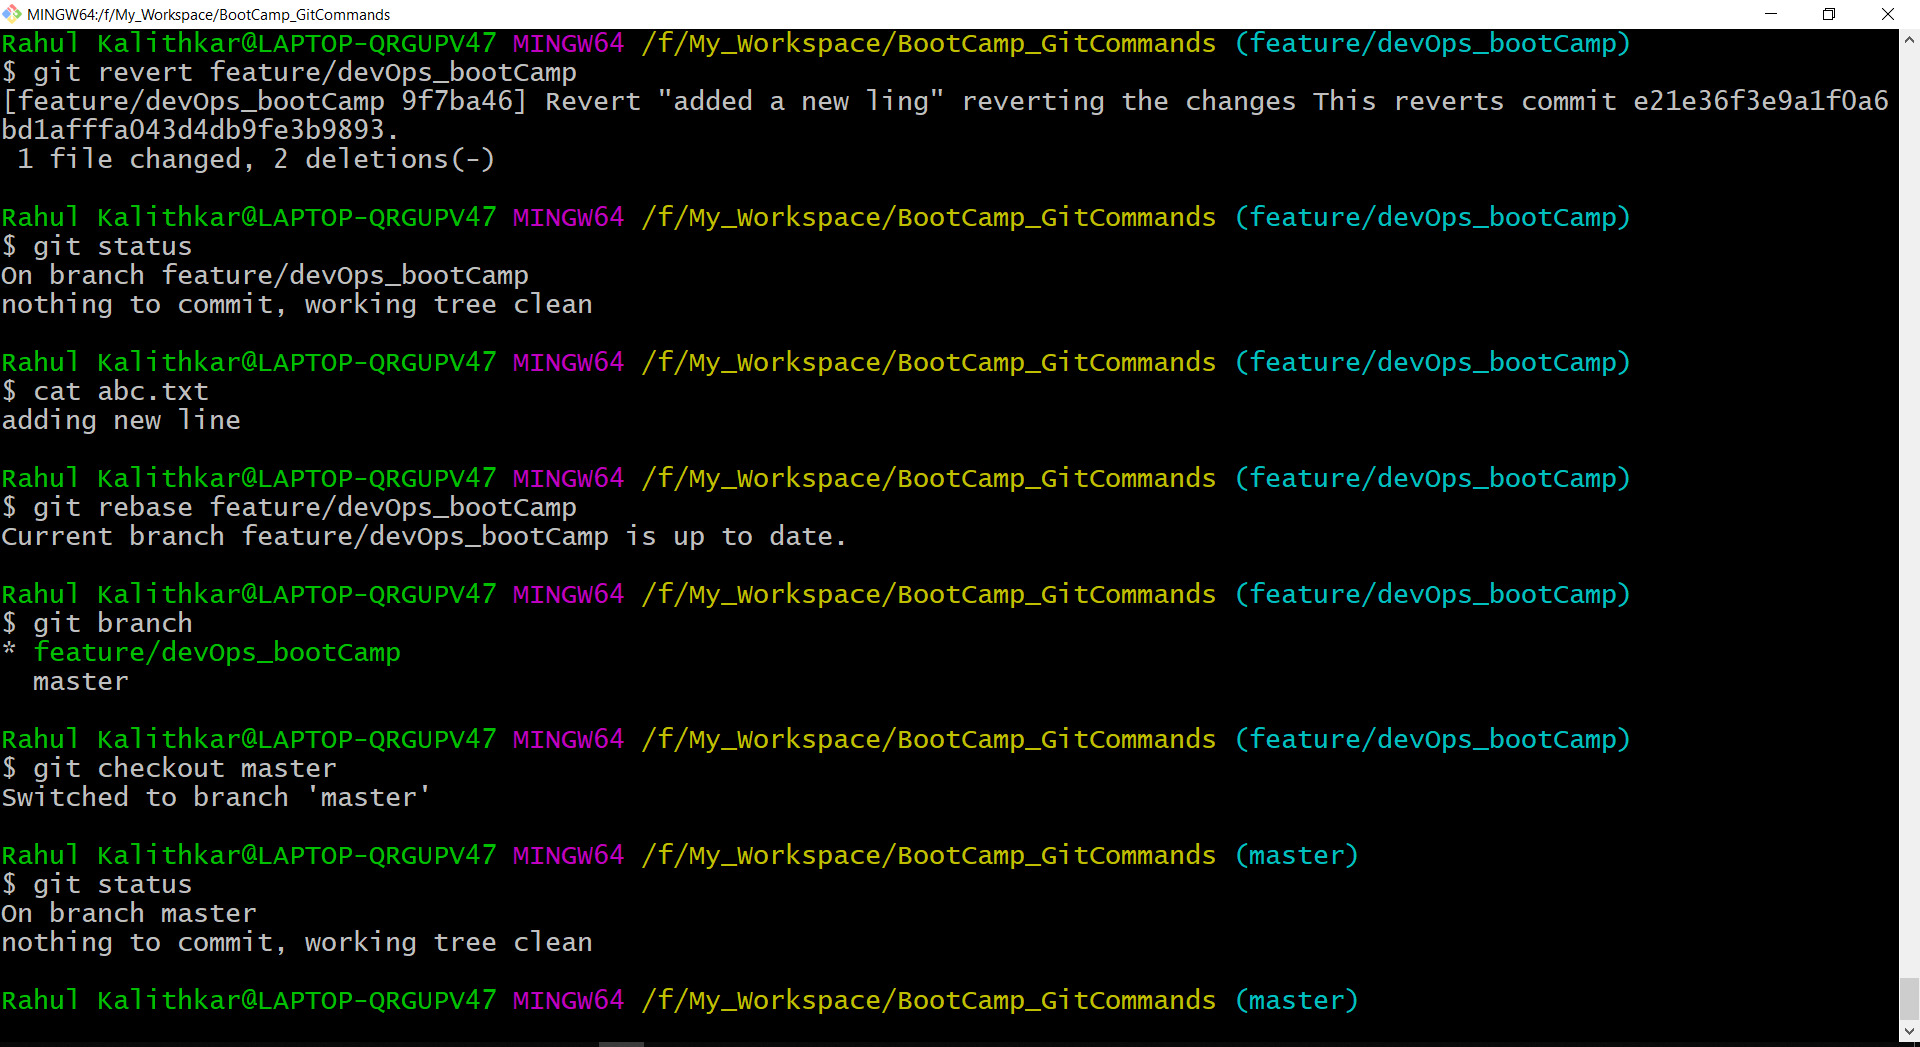 MINGW64:/f/My_Workspace/BootCamp_GitCommands
Rahul Kalithkar@LAPTOP-QRGUPV47 MINGW64 /f/My_Workspace/BootCamp_GitCommands (feature/devOps_bootCamp)
$ git revert feature/devOps_bootCamp
[feature/devOps_bootCamp 9f7ba46] Revert "added a new ling" reverting the changes This reverts commit e21e36f3e9a1f0a6
bd1afffa043d4db9fe3b9893.
 1 file changed, 2 deletions(-)
Rahul Kalithkar@LAPTOP-QRGUPV47 MINGW64 /f/My_Workspace/BootCamp_GitCommands (feature/devOps_bootCamp)
$ git status
On branch feature/devOps_bootCamp
nothing to commit, working tree clean
Rahul Kalithkar@LAPTOP-QRGUPV47 MINGW64 /f/My_Workspace/BootCamp_GitCommands (feature/devOps_bootCamp)
$ cat abc.txt
adding new line
Rahul Kalithkar@LAPTOP-QRGUPV47 MINGW64 /f/My_Workspace/BootCamp_GitCommands (feature/devOps_bootCamp)
$ git rebase feature/devOps_bootCamp
Current branch feature/devOps_bootCamp is up to date.
Rahul Kalithkar@LAPTOP-QRGUPV47 MINGW64 /f/My_Workspace/BootCamp_GitCommands (feature/devOps_bootCamp)
$ git branch
* feature/devOps_bootCamp
  master
Rahul Kalithkar@LAPTOP-QRGUPV47 MINGW64 /f/My_Workspace/BootCamp_GitCommands (feature/devOps_bootCamp)
$ git checkout master
Switched to branch 'master'
Rahul Kalithkar@LAPTOP-QRGUPV47 MINGW64 /f/My_Workspace/BootCamp_GitCommands (master)
$ git status
On branch master
nothing to commit, working tree clean
Rahul Kalithkar@LAPTOP-QRGUPV47 MINGW64 /f/My_Workspace/BootCamp_GitCommands (master)